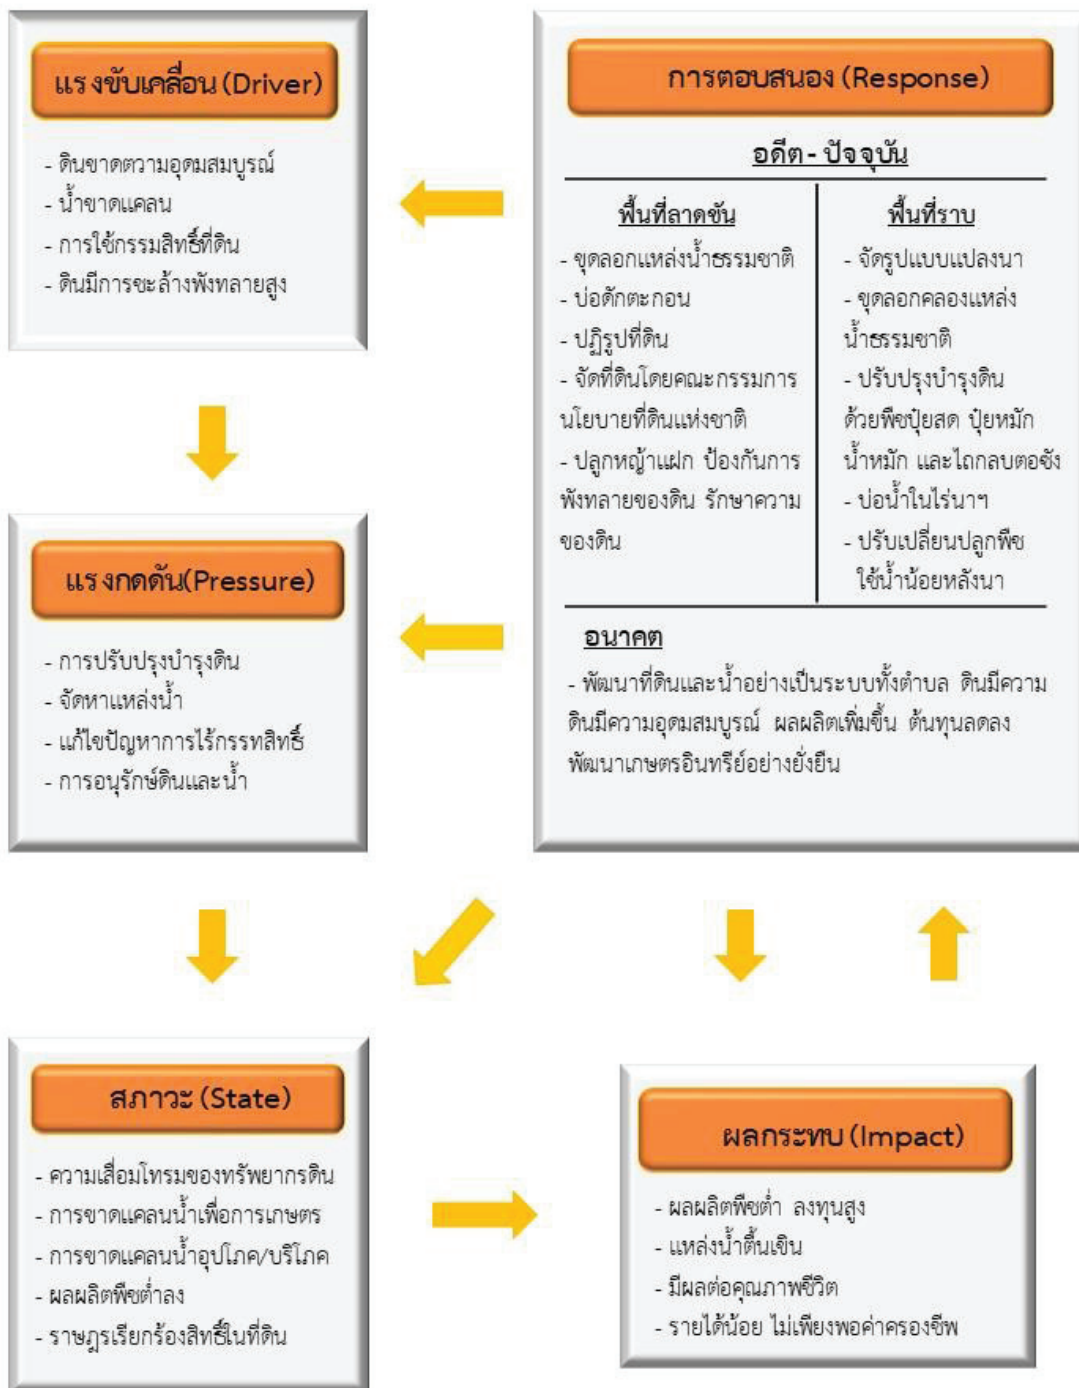 แรงขับเคลื่อน (Driver)
- ดินขาดตวามอุดมสมบูรณ์
- น้ำขาดแคลน
- การใช้กรรมสิทธิ์ที่ดิน
- ดินมีการชะล้างพังทลายสูง
การตอบสนอง (Response)
อดีต - ปัจจุบัน
พื้นที่ลาดชัน
- ขุดลอกแหล่งน้ำธรรมชาติ
- บ่อดักตะกอน
- ปฏิรูปที่ดิน
- จัดที่ดินโดยคณะกรรมการ
นโยบายที่ดินแห่งชาติ
- ปลูกหญ้าแฝก ป้องกันการ
พังทลายของดิน รักษาความ
ของดิน
พื้นที่ราบ
- จัดรูปแบบแปลงนา
- ขุดลอกคลองแหล่ง
น้ำธรรมชาติ
- ปรับปรุงบำรุงดิน
ด้วยพืชปุ๋ยสด ปุ๋ยหมัก
น้ำหมัก และไถกลบตอซัง
- บ่อน้ำในไร่นาฯ
- ปรับเปลี่ยนปลูกพืช
ใช้น้ำน้อยหลังนา
อนาคต
- พัฒนาที่ดินและน้ำอย่างเป็นระบบทั้งตำบล ดินมีความ
ดินมีความอุดมสมบูรณ์ ผลผลิตเพิ่มขึ้น ต้นทุนลดลง
พัฒนาเกษตรอินทรีย์อย่างยั่งยืน
แรงกดดัน(Pressure)
- การปรับปรุงบำรุงดิน
- จัดหาแหล่งน้ำ
- แก้ไขปัญหาการไร้กรรทสิทธิ์
- การอนุรักษ์ดินและน้ำ
สภาวะ (State)
- ความเสื่อมโทรมของทรัพยากรดิน
- การขาดแคลนน้ำเพื่อการเกษตร
- การขาดแคลนน้ำอุปโภค/บริโภค
- ผลผลิตพืชต่ำลง
- ราษฎรเรียกร้องสิทธิ์ในที่ดิน
ผลกระทบ (Impact)
- ผลผลิตพืชต่ำ ลงทุนสูง
- แหล่งน้ำตื้นเขิน
- มีผลต่อคุณภาพชีวิต
- รายได้น้อย ไม่เพียงพอค่าครองชีพ